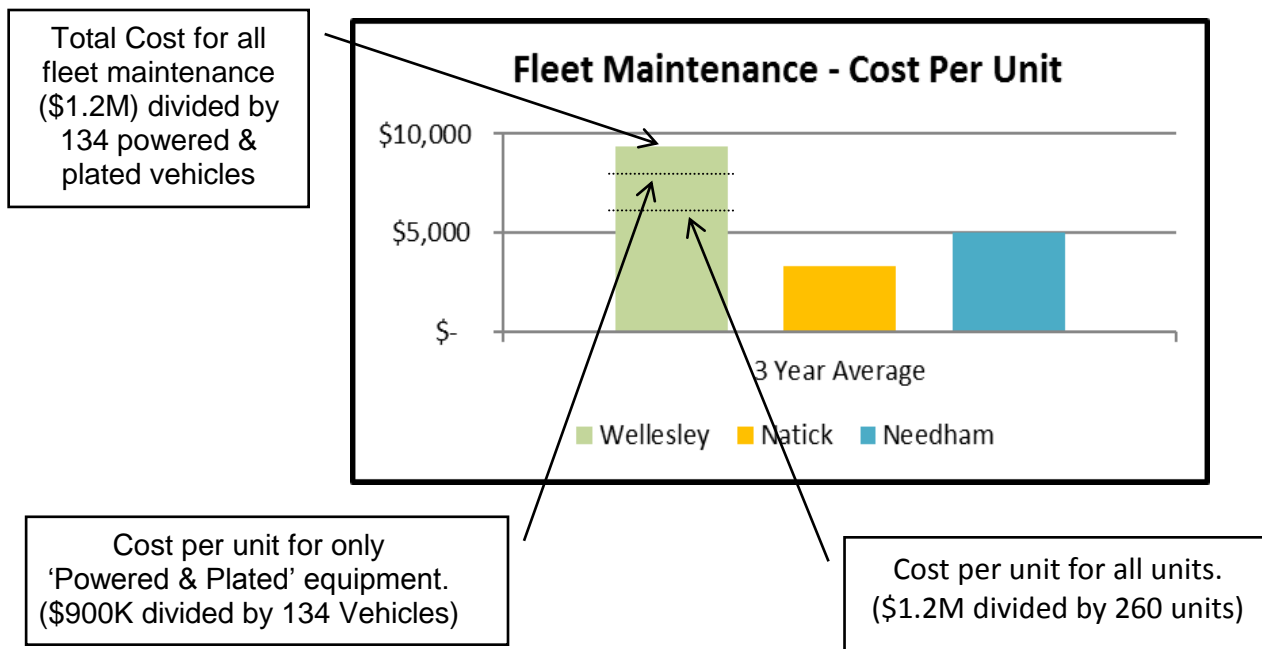 Total Cost for all
fleet maintenance
($1.2M) divided by
134 powered &
plated vehicles
Fleet Maintenance - Cost Per Unit
$10,000
$5,000
$-
3 Year Average
Wellesley Natick Needham
Cost per unit for only
‘Powered & Plated’ equipment.
($900K divided by 134 Vehicles)
Cost per unit for all units.
($1.2M divided by 260 units)